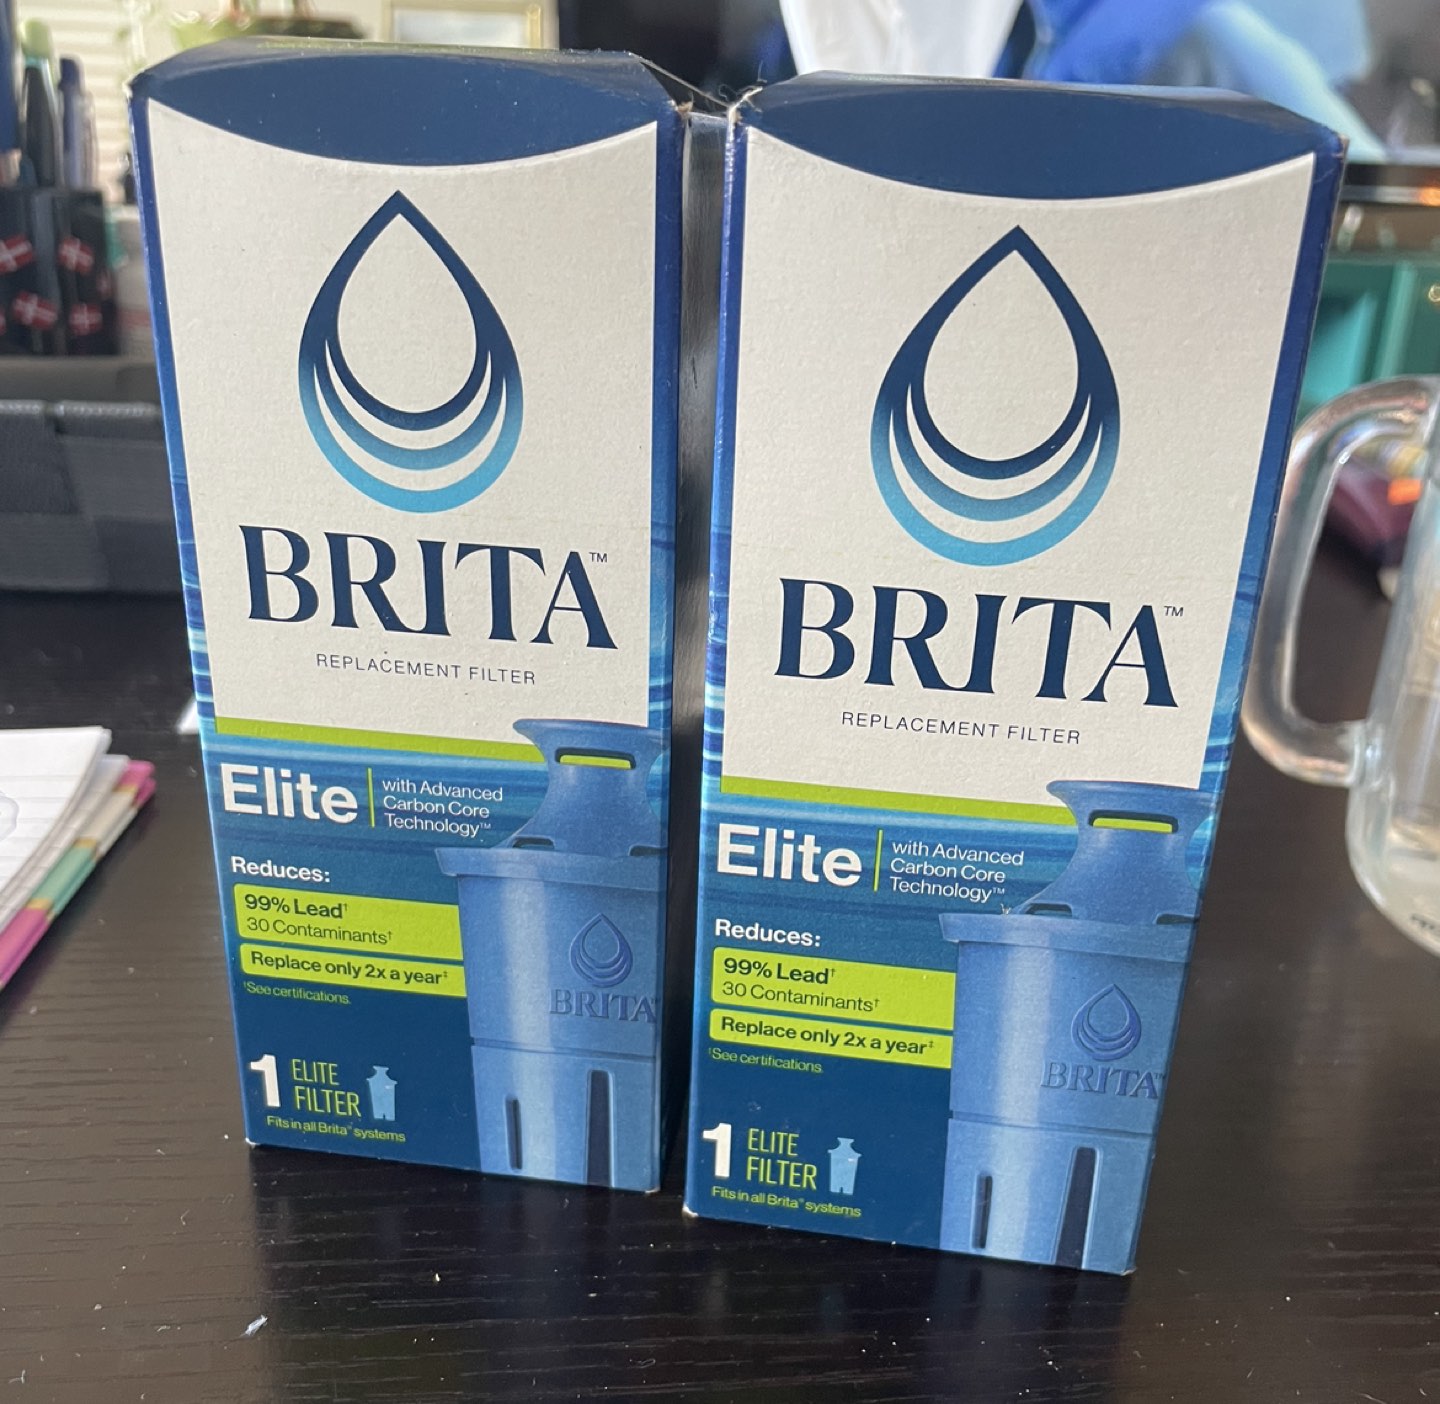 BRITA™
REPLACEMENT FILTER
Elite
with Advanced
Carbon Core
Technology™
Reduces:
99% Lead†
30 Contaminants†
Replace only 2x a year‡
†See certifications.
1 ELITE
FILTER
Fits in all Brita® systems
BRITA
BRITA™
REPLACEMENT FILTER
Elite
with Advanced
Carbon Core
Technology™
Reduces:
99% Lead†
30 Contaminants†
Replace only 2x a year‡
†See certifications.
1 ELITE
FILTER
Fits in all Brita® systems
BRITA™